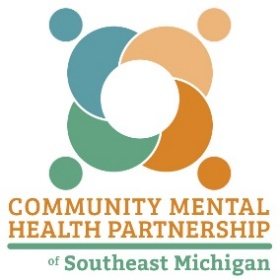 COMMUNITY MENTAL
HEALTH PARTNERSHIP
of Southeast Michigan